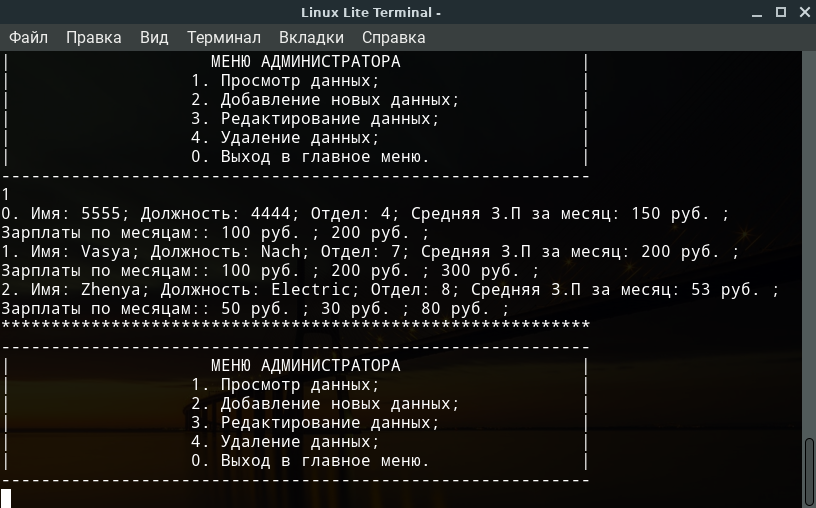 Linux Lite Terminal -
Файл Правка Вид Терминал Вкладки Справка
| МЕНЮ АДМИНИСТРАТОРА |
| 1. Просмотр данных; |
| 2. Добавление новых данных; |
| 3. Редактирование данных; |
| 4. Удаление данных; |
| 0. Выход в главное меню. |
-----------------------------------------------------------
1
0. Имя: 5555; Должность: 4444; Отдел: 4; Средняя З.П за месяц: 150 руб. ;
Зарплаты по месяцам:: 100 руб. ; 200 руб. ;
1. Имя: Vasya; Должность: Nach; Отдел: 7; Средняя З.П за месяц: 200 руб. ;
Зарплаты по месяцам:: 100 руб. ; 200 руб. ; 300 руб. ;
2. Имя: Zhenya; Должность: Electric; Отдел: 8; Средняя З.П за месяц: 53 руб. ;
Зарплаты по месяцам:: 50 руб. ; 30 руб. ; 80 руб. ;
***********************************************************
-----------------------------------------------------------
| МЕНЮ АДМИНИСТРАТОРА |
| 1. Просмотр данных; |
| 2. Добавление новых данных; |
| 3. Редактирование данных; |
| 4. Удаление данных; |
| 0. Выход в главное меню. |
-----------------------------------------------------------